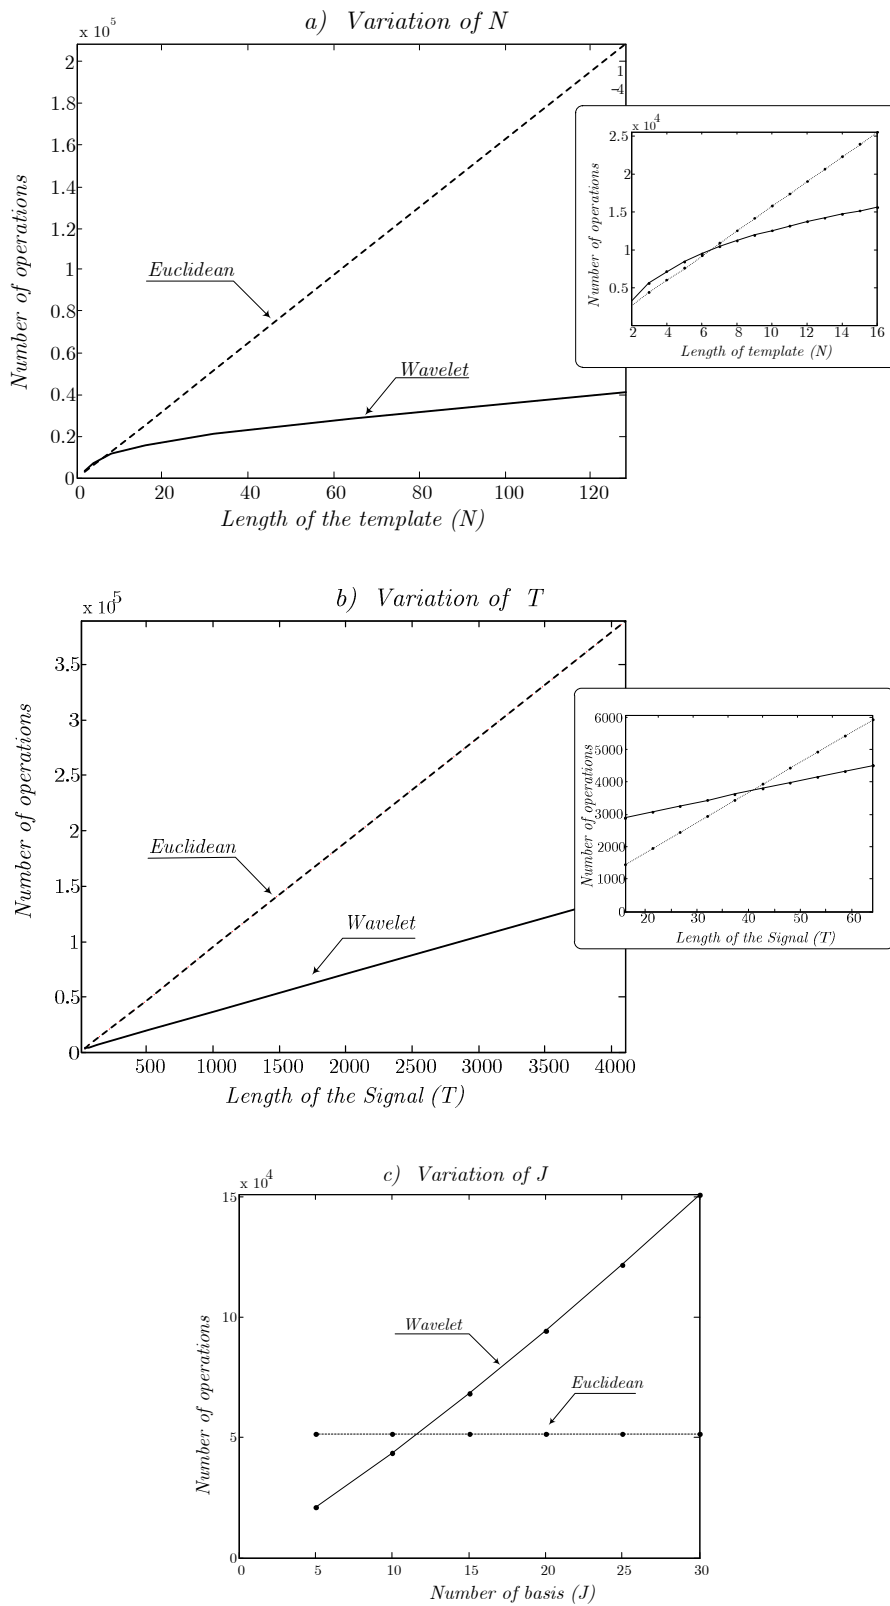 a) Variation of N
x 10^5
2
1.8
1.6
1.4
1.2
1
0.8
0.6
0.4
0.2
0
Number of operations
Euclidean
Wavelet
0 20 40 60 80 100 120
Length of the template (N)
1
-4
x 10^4
2.5
2
1.5
1
0.5
Number of operations
2 4 6 8 10 12 14 16
Length of template (N)
b) Variation of T
x 10^5
3.5
3
2.5
2
1.5
1
0.5
0
Number of operations
Euclidean
Wavelet
500 1000 1500 2000 2500 3000 3500 4000
Length of the Signal (T)
6000
5000
4000
3000
2000
1000
0
Number of operations
20 30 40 50 60
Length of the Signal (T)
c) Variation of J
x 10^4
15
10
5
0
Number of operations
Wavelet
Euclidean
0 5 10 15 20 25 30
Number of basis (J)